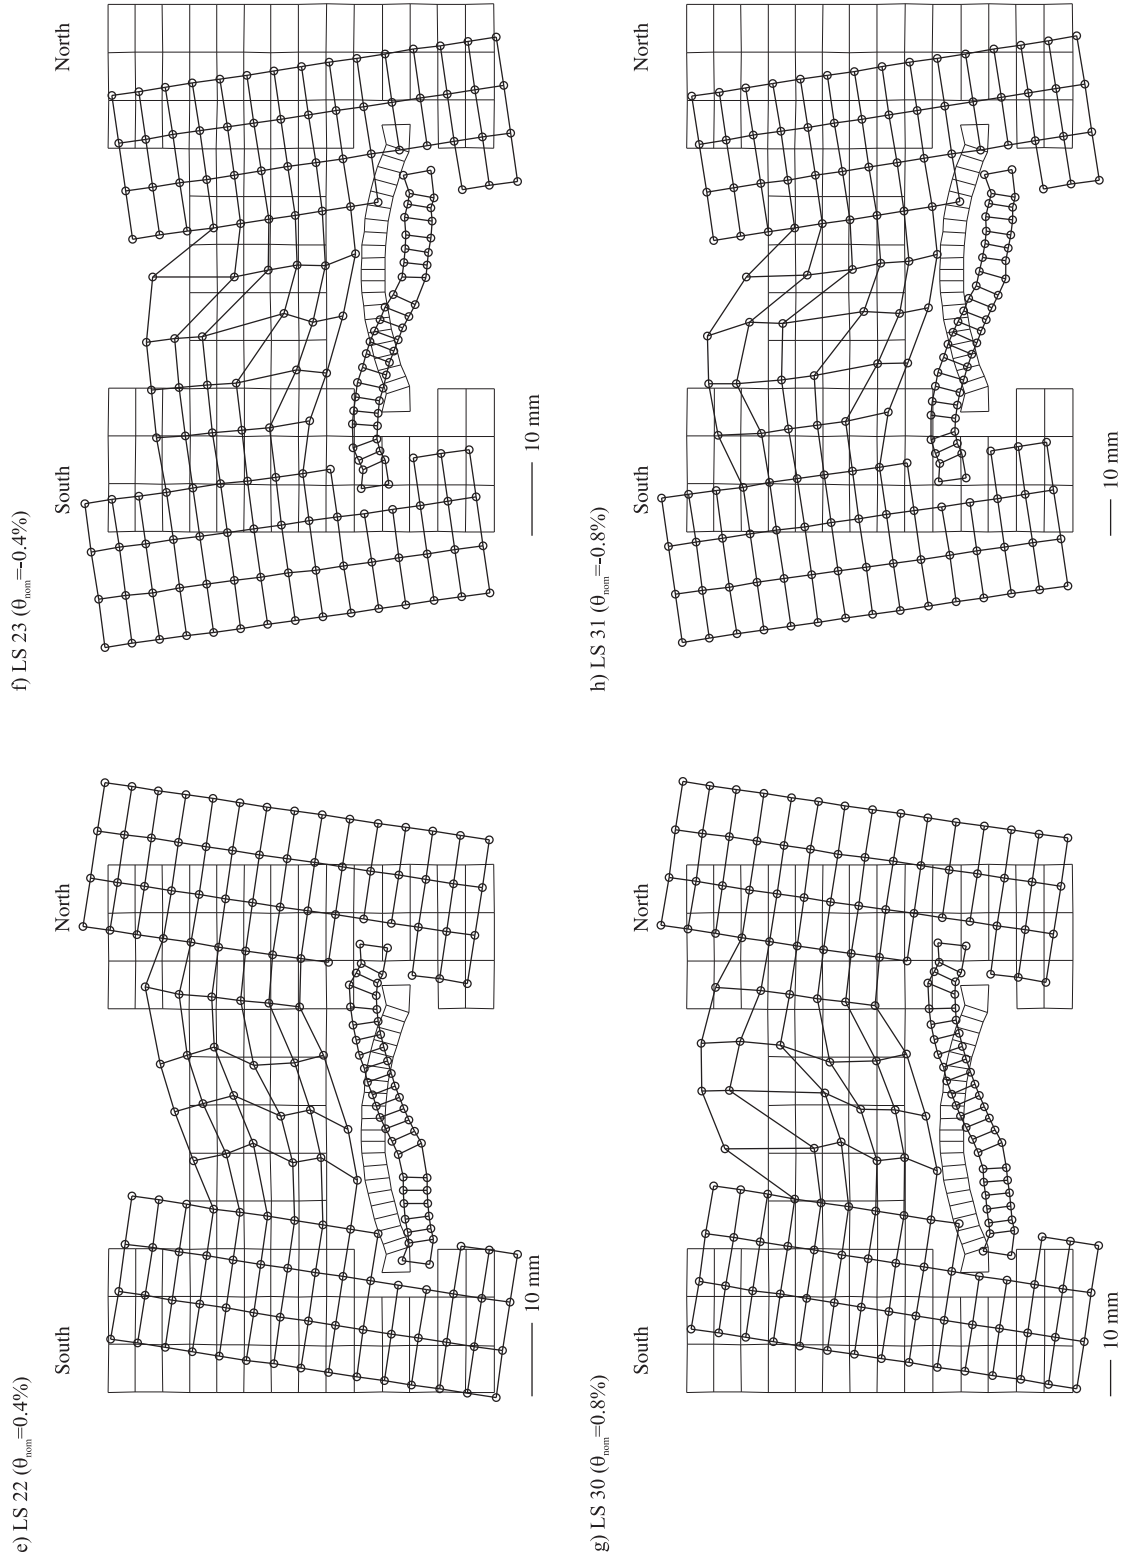 e) LS 22 (θnom=0.4%)
South
North
10 mm
f) LS 23 (θnom=-0.4%)
South
North
10 mm
g) LS 30 (θnom=0.8%)
South
North
10 mm
h) LS 31 (θnom=-0.8%)
South
North
10 mm